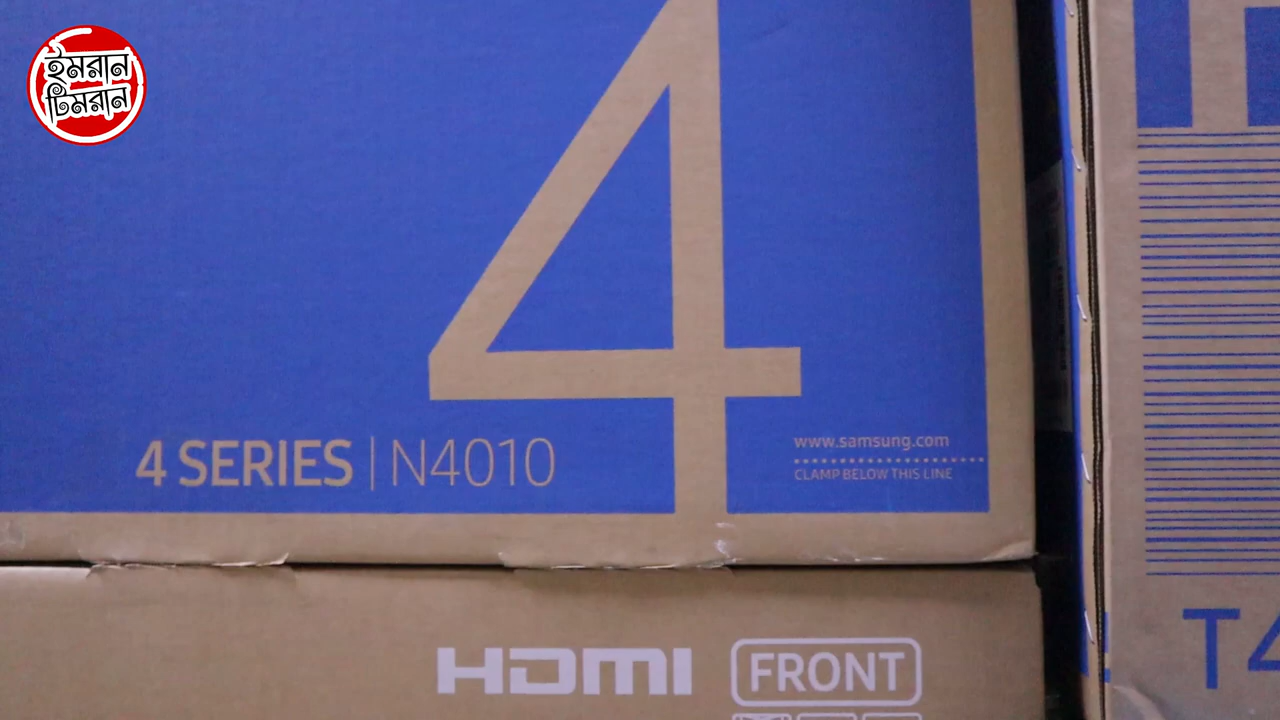 ইমরান
টিমরান
4
4 SERIES | N4010
www.samsung.com
CLAMP BELOW THIS LINE
HDMI
FRONT
T4